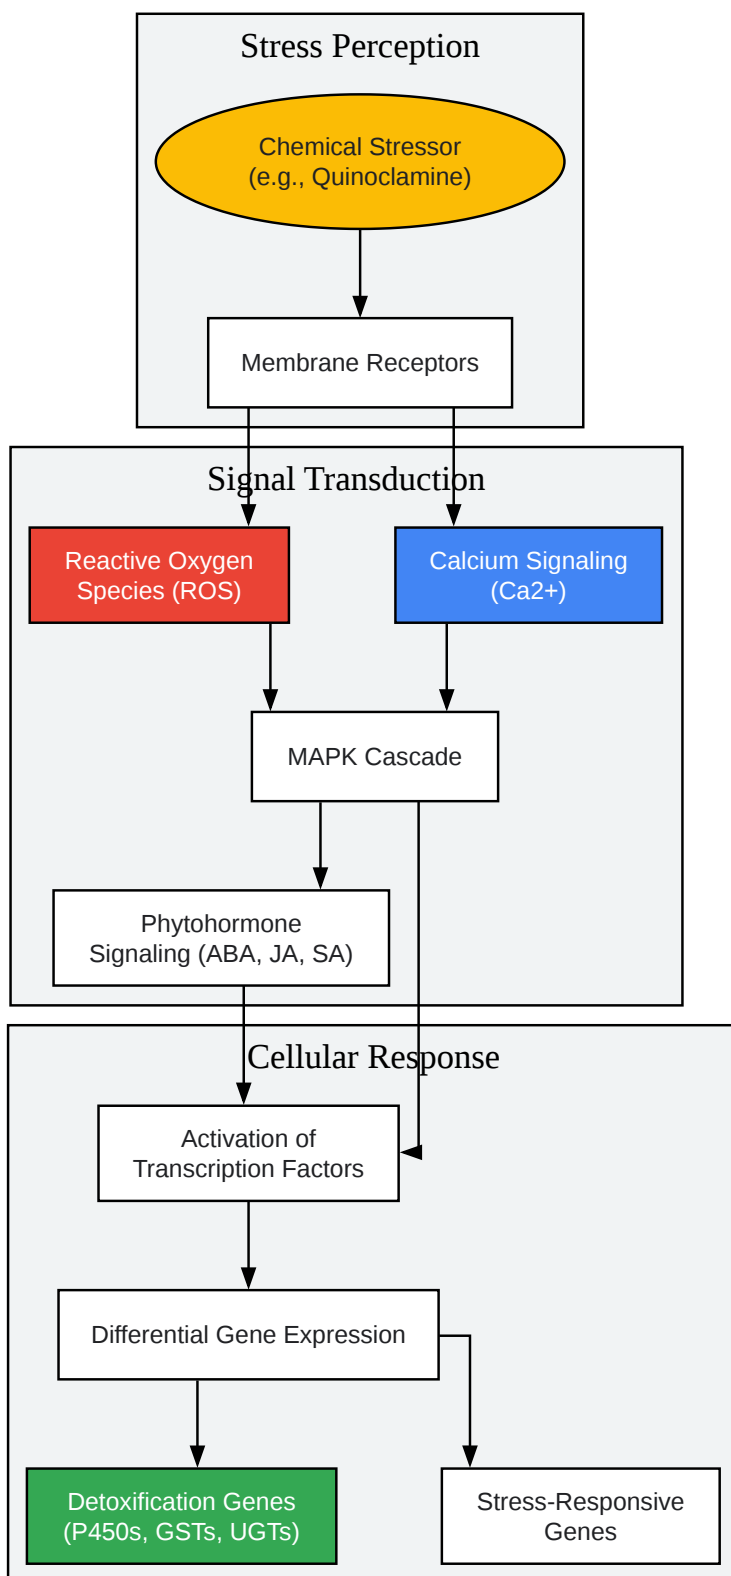 Stress Perception
Chemical Stressor
(e.g., Quinoclamine)
Membrane Receptors
Signal Transduction
Reactive Oxygen
Species (ROS)
Calcium Signaling
(Ca2+)
MAPK Cascade
Phytohormone
Signaling (ABA, JA, SA)
Cellular Response
Activation of
Transcription Factors
Differential Gene Expression
Detoxification Genes
(P450s, GSTs, UGTs)
Stress-Responsive
Genes